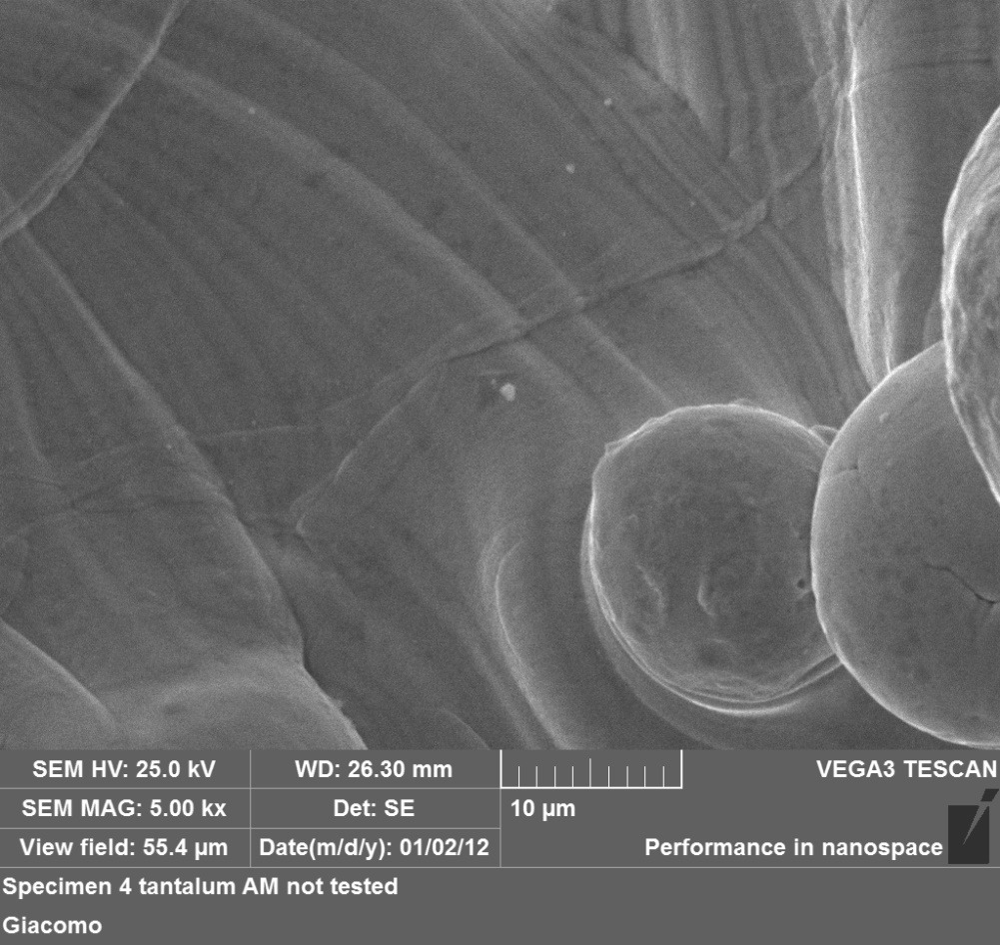 SEM HV: 25.0 kV WD: 26.30 mm VEGA3 TESCAN
SEM MAG: 5.00 kx Det: SE 10 µm
View field: 55.4 µm Date(m/d/y): 01/02/12 Performance in nanospace
Specimen 4 tantalum AM not tested
Giacomo